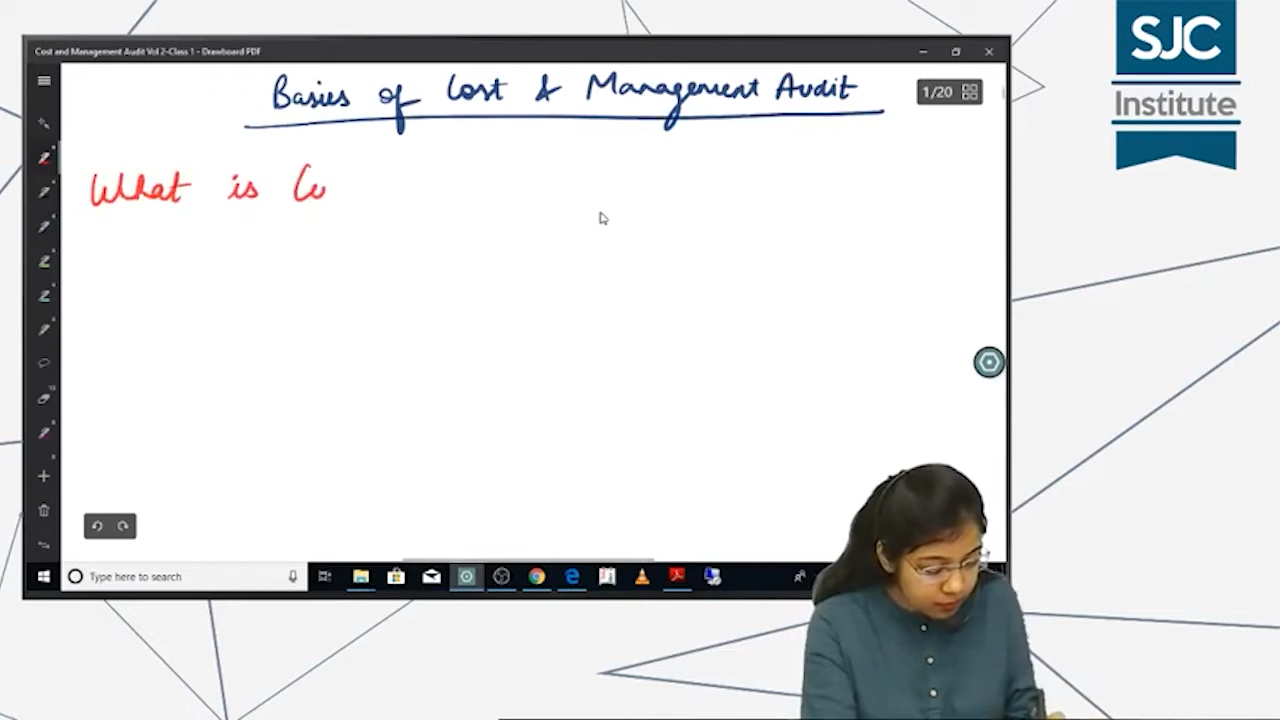 SJC
Institute
Cost and Management Audit Vol 2-Class 1 - Drawboard PDF
Basics of Cost & Management Audit
1/20
What is Co
Type here to search